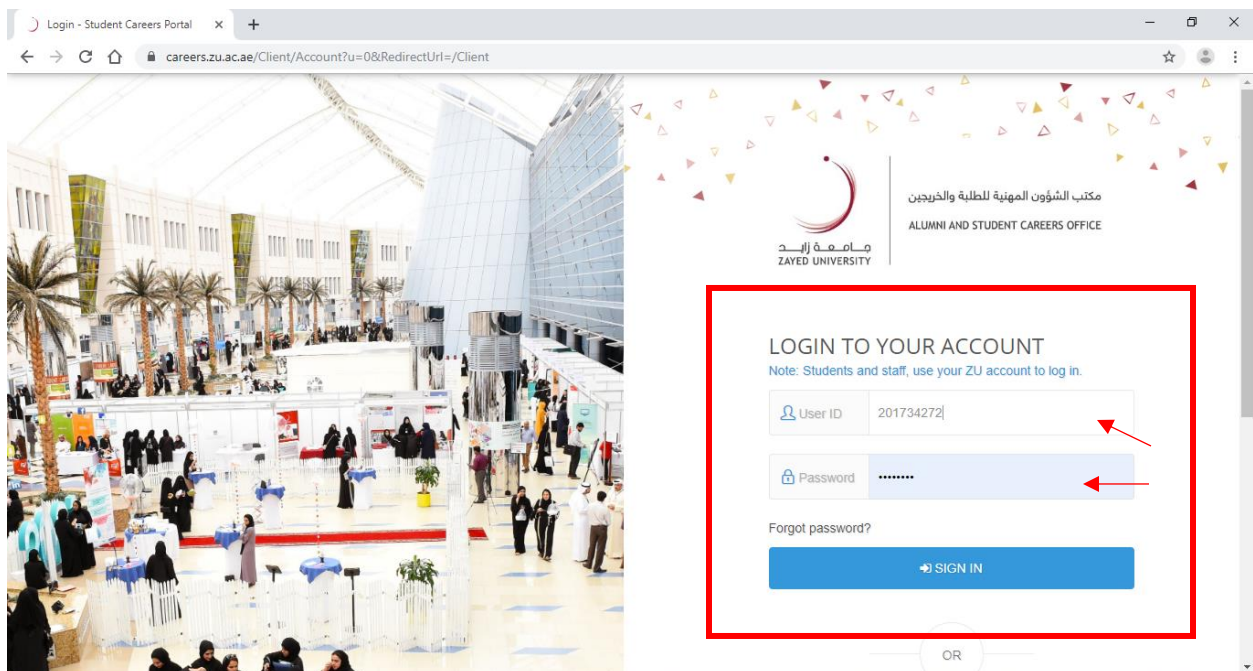 Login - Student Careers Portal
careers.zu.ac.ae/Client/Account?u=0&RedirectUrl=/Client
مكتب الشؤون المهنية للطلبة والخريجين
ALUMNI AND STUDENT CAREERS OFFICE
جـــامـــعـــة زايـــــد
ZAYED UNIVERSITY
LOGIN TO YOUR ACCOUNT
Note: Students and staff, use your ZU account to log in.
User ID 201734272
Password ••••••••
Forgot password?
SIGN IN
OR